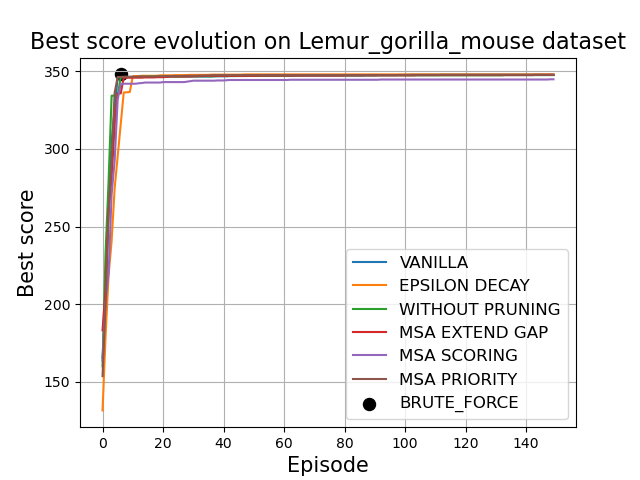 Best score evolution on Lemur_gorilla_mouse dataset
350
300
250
200
150
Best score
0 20 40 60 80 100 120 140
Episode
VANILLA
EPSILON DECAY
WITHOUT PRUNING
MSA EXTEND GAP
MSA SCORING
MSA PRIORITY
BRUTE_FORCE